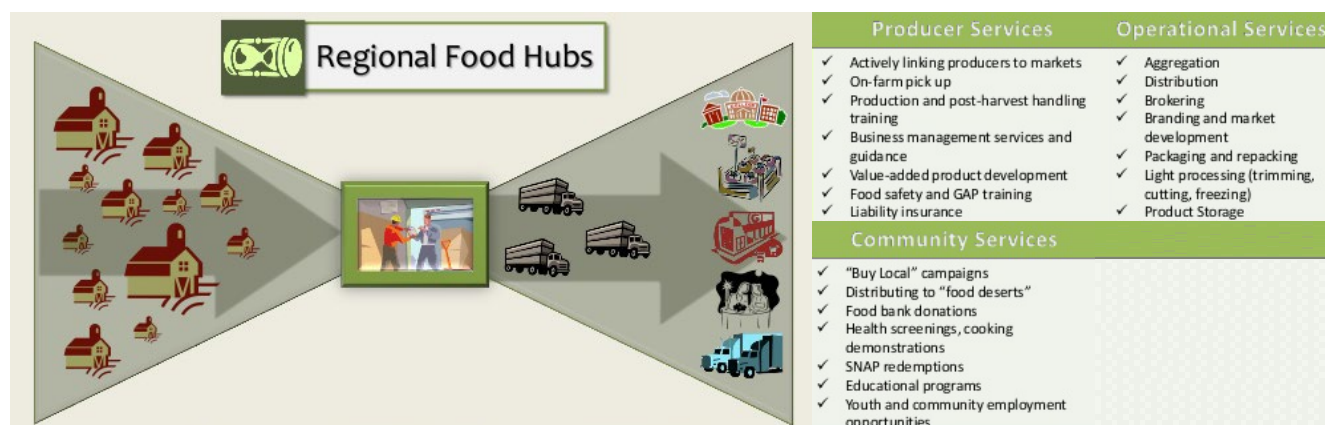 Regional Food Hubs
Producer Services
✓ Actively linking producers to markets
✓ On-farm pick up
✓ Production and post-harvest handling
training
✓ Business management services and
guidance
✓ Value-added product development
✓ Food safety and GAP training
✓ Liability insurance
Operational Services
✓ Aggregation
✓ Distribution
✓ Brokering
✓ Branding and market
development
✓ Packaging and repacking
✓ Light processing (trimming,
cutting, freezing)
✓ Product Storage
Community Services
✓ “Buy Local” campaigns
✓ Distributing to “food deserts”
✓ Food bank donations
✓ Health screenings, cooking
demonstrations
✓ SNAP redemptions
✓ Educational programs
✓ Youth and community employment
opportunities